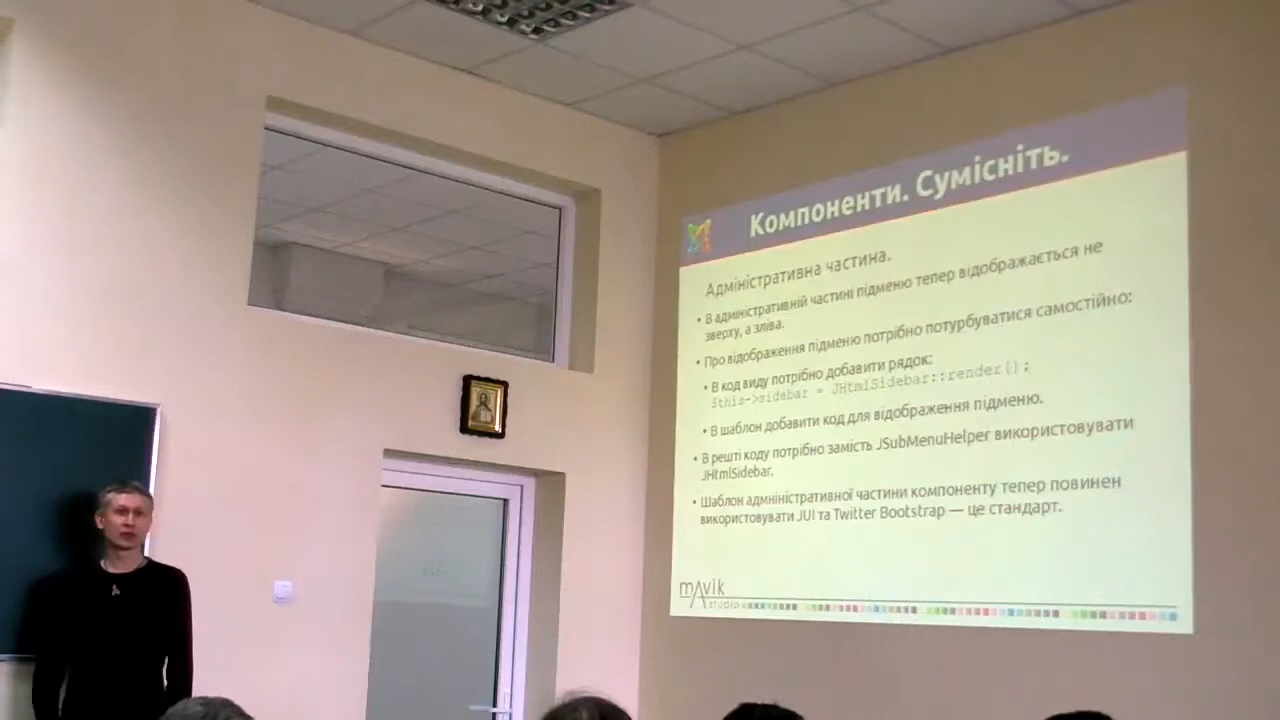 Компоненти. Сумісніть.
Адміністративна частина.
• В адміністративній частині підменю тепер відображається не
зверху, а зліва.
• Про відображення підменю потрібно потурбуватися самостійно:
• В код виду потрібно добавити рядок:
$this->sidebar = JHtmlSidebar::render();
• В шаблон добавити код для відображення підменю.
• В решті коду потрібно замість JSubMenuHelper використовувати
JHtmlSidebar.
• Шаблон адмніністративної частини компоненту тепер повинен
використовувати JUI та Twitter Bootstrap — це стандарт.
mAvik
STUDIO